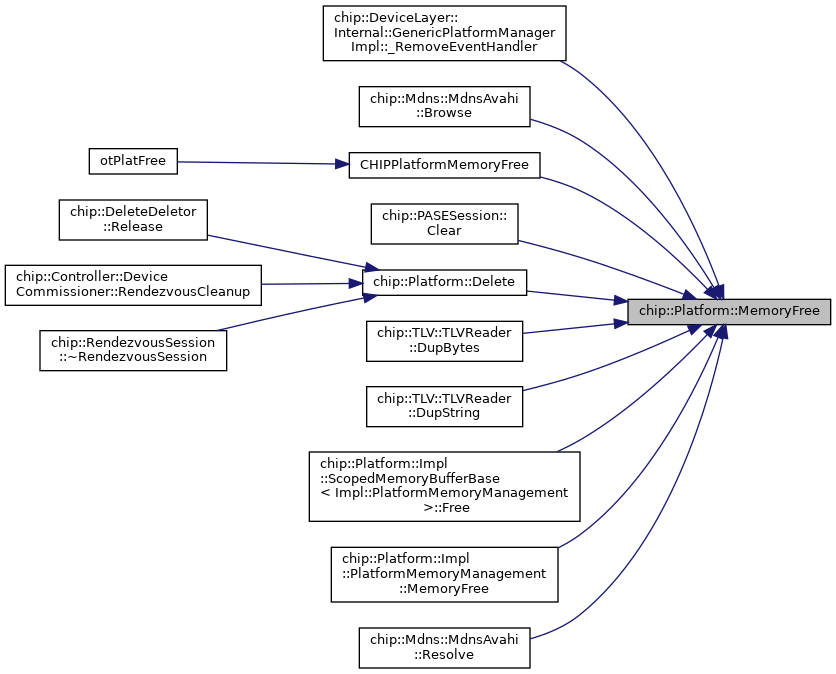 chip::DeviceLayer::
Internal::GenericPlatformManager
Impl::_RemoveEventHandler
chip::Mdns::MdnsAvahi
::Browse
otPlatFree
CHIPPlatformMemoryFree
chip::DeleteDeletor
::Release
chip::PASESession::
Clear
chip::Controller::Device
Commissioner::RendezvousCleanup
chip::Platform::Delete
chip::Platform::MemoryFree
chip::RendezvousSession
::~RendezvousSession
chip::TLV::TLVReader
::DupBytes
chip::TLV::TLVReader
::DupString
chip::Platform::Impl
::ScopedMemoryBufferBase
< Impl::PlatformMemoryManagement
>::Free
chip::Platform::Impl
::PlatformMemoryManagement
::MemoryFree
chip::Mdns::MdnsAvahi
::Resolve